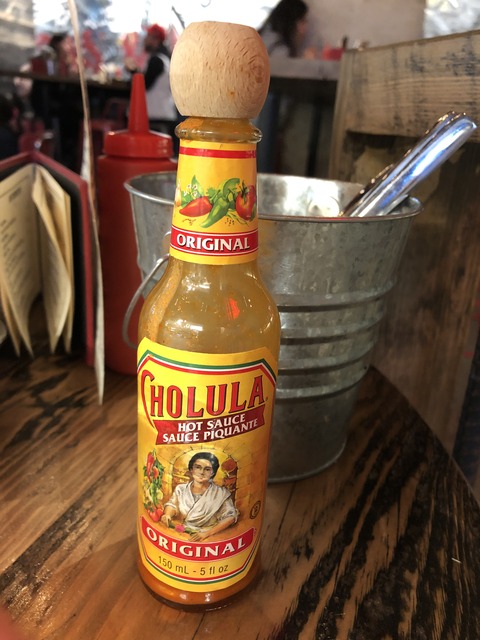 ORIGINAL
CHOLULA
HOT SAUCE
SAUCE PIQUANTE
ORIGINAL
150 mL - 5 fl oz